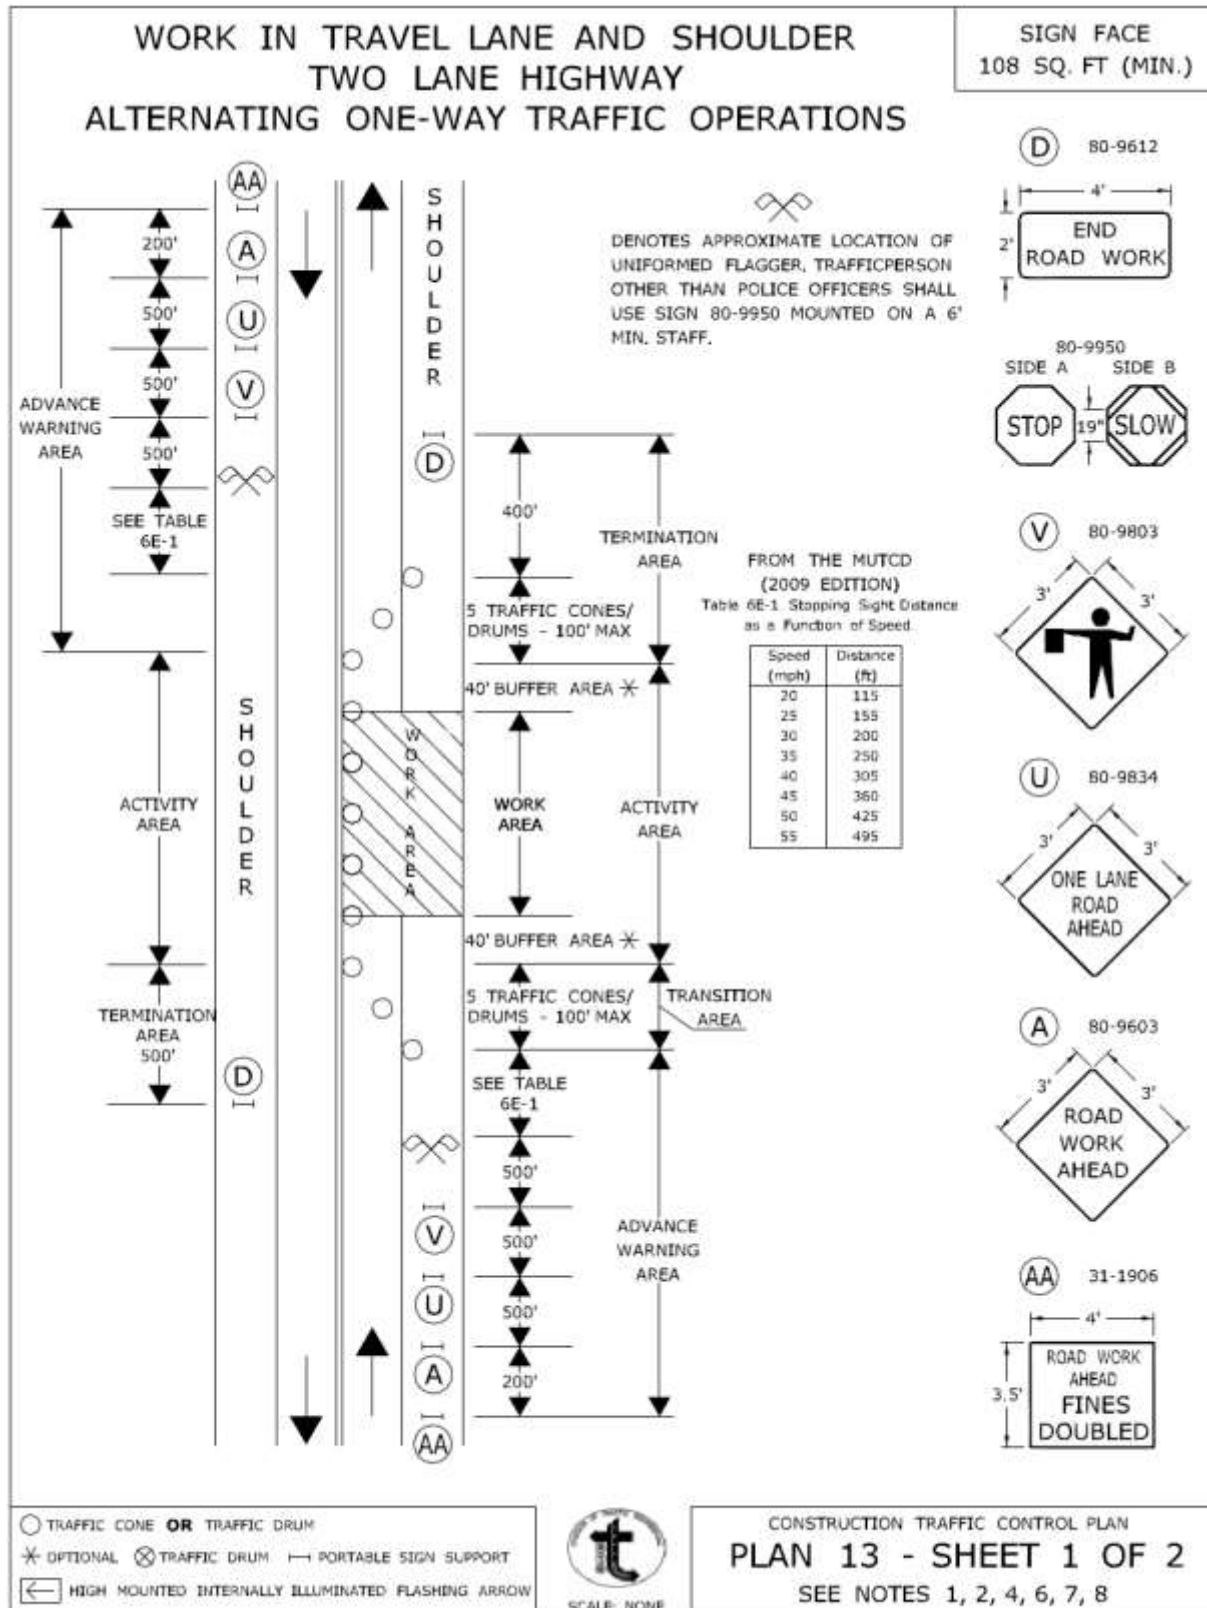 WORK IN TRAVEL LANE AND SHOULDER
TWO LANE HIGHWAY
ALTERNATING ONE-WAY TRAFFIC OPERATIONS
SIGN FACE
108 SQ. FT (MIN.)
AA
A
U
V
200'
500'
500'
500'
SEE TABLE
6E-1
ADVANCE
WARNING
AREA
ACTIVITY
AREA
TERMINATION
AREA
500'
D
SHOULDER
SHOULDER
D
400'
TERMINATION
AREA
5 TRAFFIC CONES/
DRUMS - 100' MAX
40' BUFFER AREA *
WORK AREA
WORK
AREA
ACTIVITY
AREA
40' BUFFER AREA *
5 TRAFFIC CONES/
DRUMS - 100' MAX
TRANSITION
AREA
SEE TABLE
6E-1
500'
500'
500'
200'
ADVANCE
WARNING
AREA
V
U
A
AA
DENOTES APPROXIMATE LOCATION OF
UNIFORMED FLAGGER, TRAFFICPERSON
OTHER THAN POLICE OFFICERS SHALL
USE SIGN 80-9950 MOUNTED ON A 6'
MIN. STAFF.
FROM THE MUTCD
(2009 EDITION)
Table 6E-1 Stopping Sight Distance
as a Function of Speed
Speed (mph) Distance (ft)
20 115
25 155
30 200
35 250
40 305
45 360
50 425
55 495
D 80-9612
4'
2'
END
ROAD WORK
80-9950
SIDE A SIDE B
STOP 19" SLOW
V 80-9803
3' 3'
U 80-9834
3' 3'
ONE LANE
ROAD
AHEAD
A 80-9603
3' 3'
ROAD
WORK
AHEAD
AA 31-1906
4'
3.5'
ROAD WORK
AHEAD
FINES
DOUBLED
TRAFFIC CONE OR TRAFFIC DRUM
* OPTIONAL TRAFFIC DRUM PORTABLE SIGN SUPPORT
HIGH MOUNTED INTERNALLY ILLUMINATED FLASHING ARROW
SCALE: NONE
CONSTRUCTION TRAFFIC CONTROL PLAN
PLAN 13 - SHEET 1 OF 2
SEE NOTES 1, 2, 4, 6, 7, 8